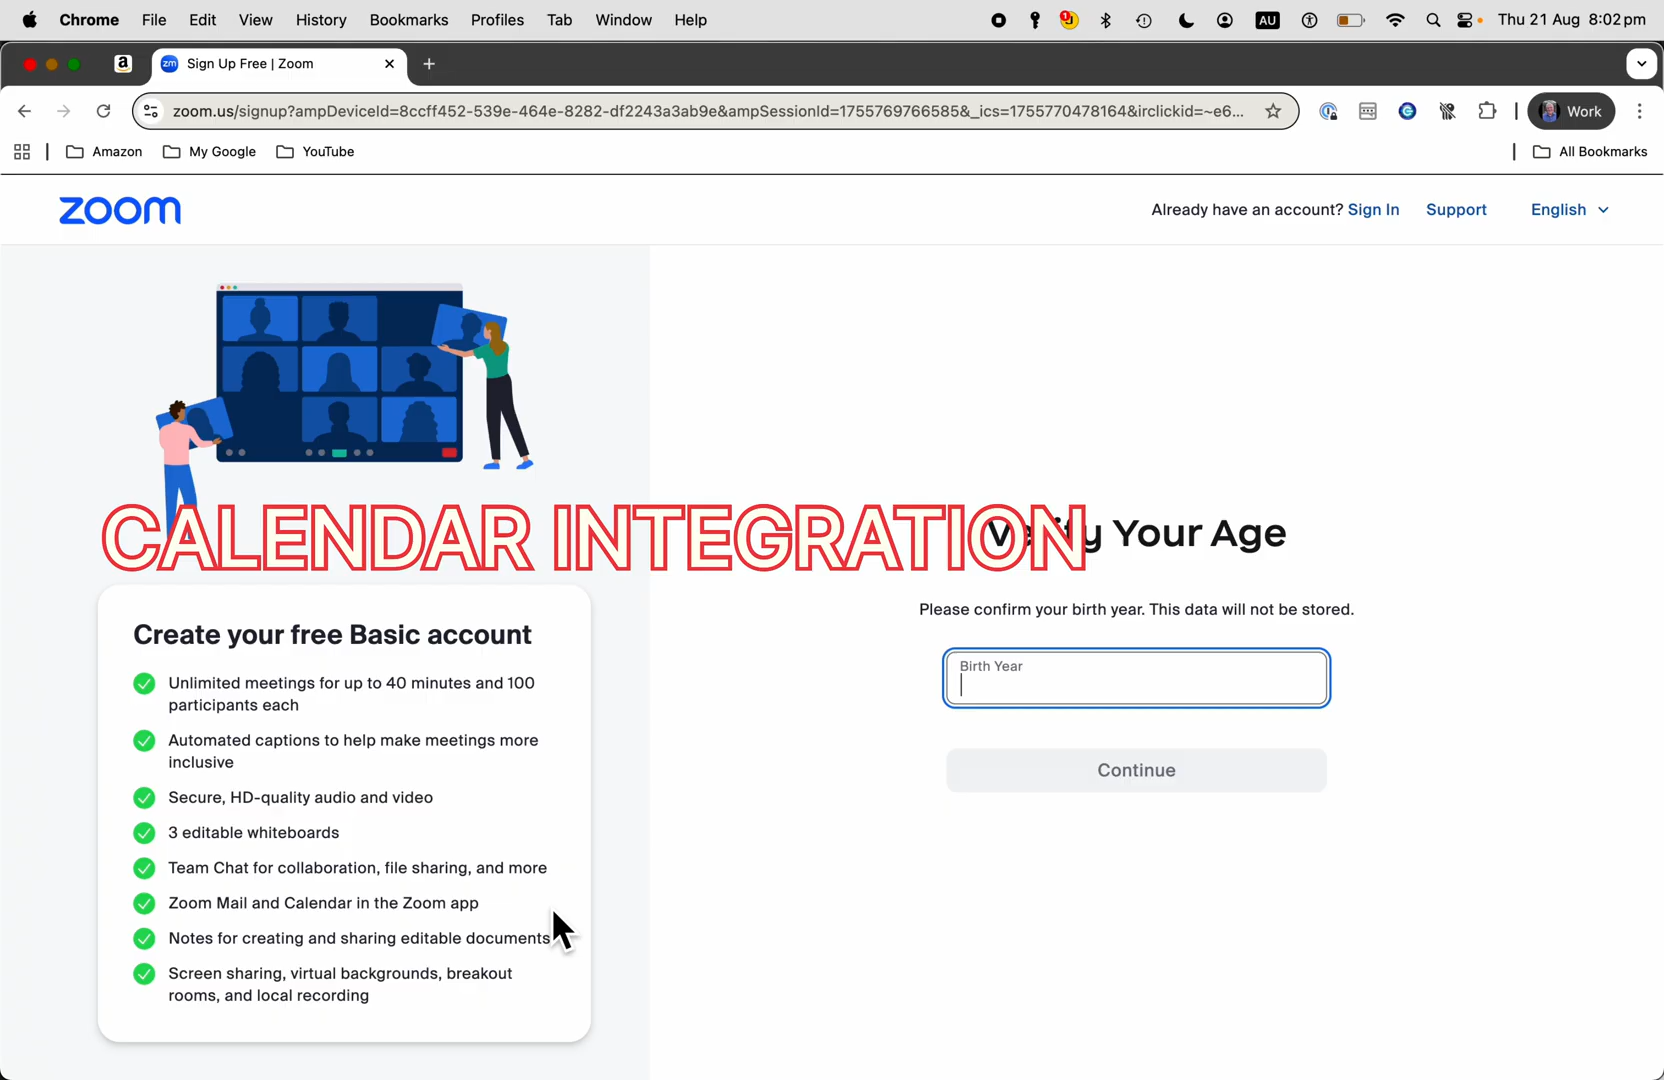 Chrome File Edit View History Bookmarks Profiles Tab Window Help
1 AU Thu 21 Aug 8:02 pm
a zm Sign Up Free | Zoom
zoom.us/signup?ampDeviceId=8ccff452-539e-464e-8282-df2243a3ab9e&ampSessionId=1755769766585&_ics=1755770478164&irclickid=~e6...
Work
Amazon My Google YouTube All Bookmarks
zoom
Already have an account? Sign In Support English
CALENDAR INTEGRATION
Your Age
Please confirm your birth year. This data will not be stored.
Birth Year
Continue
Create your free Basic account
Unlimited meetings for up to 40 minutes and 100
participants each
Automated captions to help make meetings more
inclusive
Secure, HD-quality audio and video
3 editable whiteboards
Team Chat for collaboration, file sharing, and more
Zoom Mail and Calendar in the Zoom app
Notes for creating and sharing editable documents
Screen sharing, virtual backgrounds, breakout
rooms, and local recording